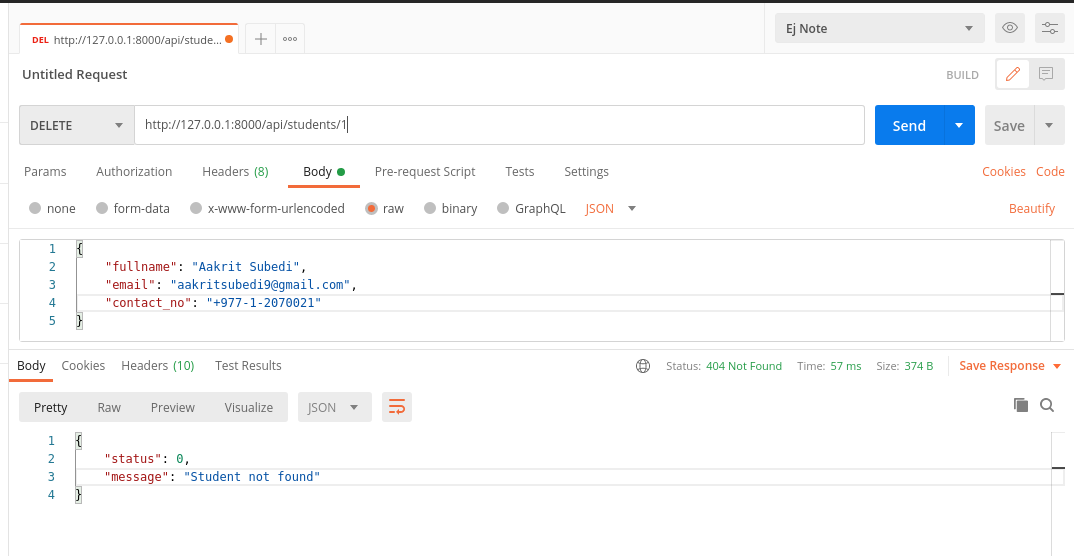 DEL http://127.0.0.1:8000/api/stude...
Ej Note
Untitled Request
BUILD
DELETE
http://127.0.0.1:8000/api/students/1
Send
Save
Params Authorization Headers (8) Body Pre-request Script Tests Settings Cookies Code
none form-data x-www-form-urlencoded raw binary GraphQL JSON Beautify
1 {
2 "fullname": "Aakrit Subedi",
3 "email": "aakritsubedi9@gmail.com",
4 "contact_no": "+977-1-2070021"
5 }
Body Cookies Headers (10) Test Results Status: 404 Not Found Time: 57 ms Size: 374 B Save Response
Pretty Raw Preview Visualize JSON
1 {
2 "status": 0,
3 "message": "Student not found"
4 }